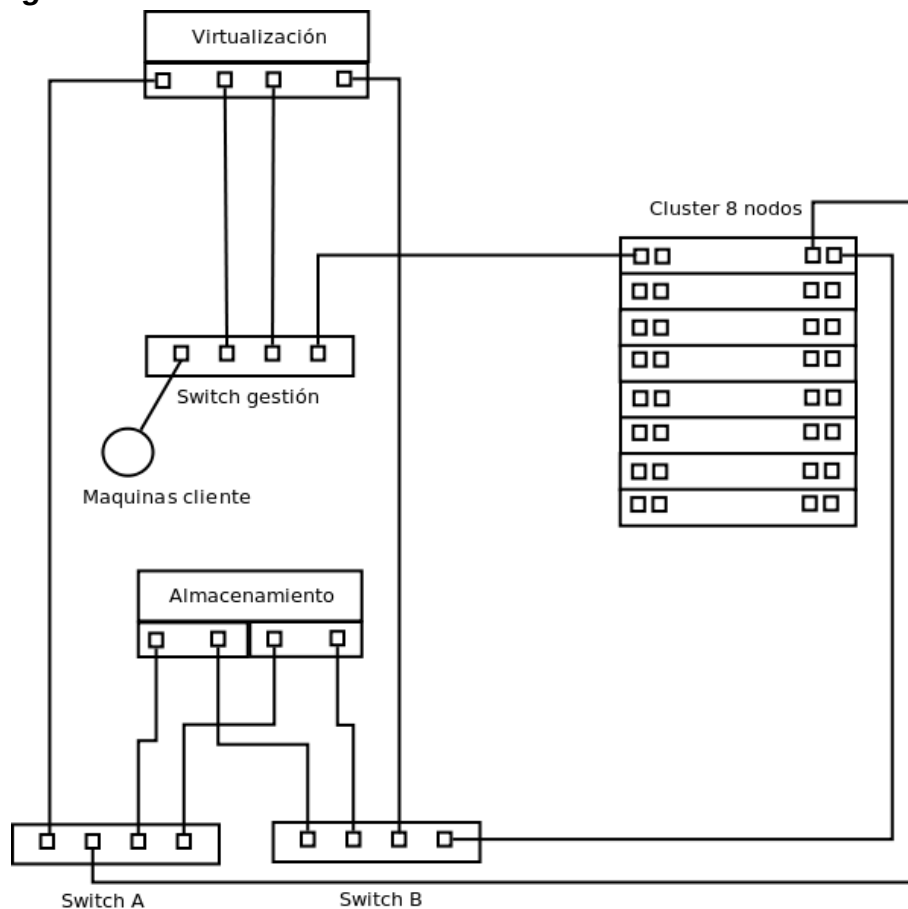 Virtualización
Cluster 8 nodos
Switch gestión
Maquinas cliente
Almacenamiento
Switch A
Switch B